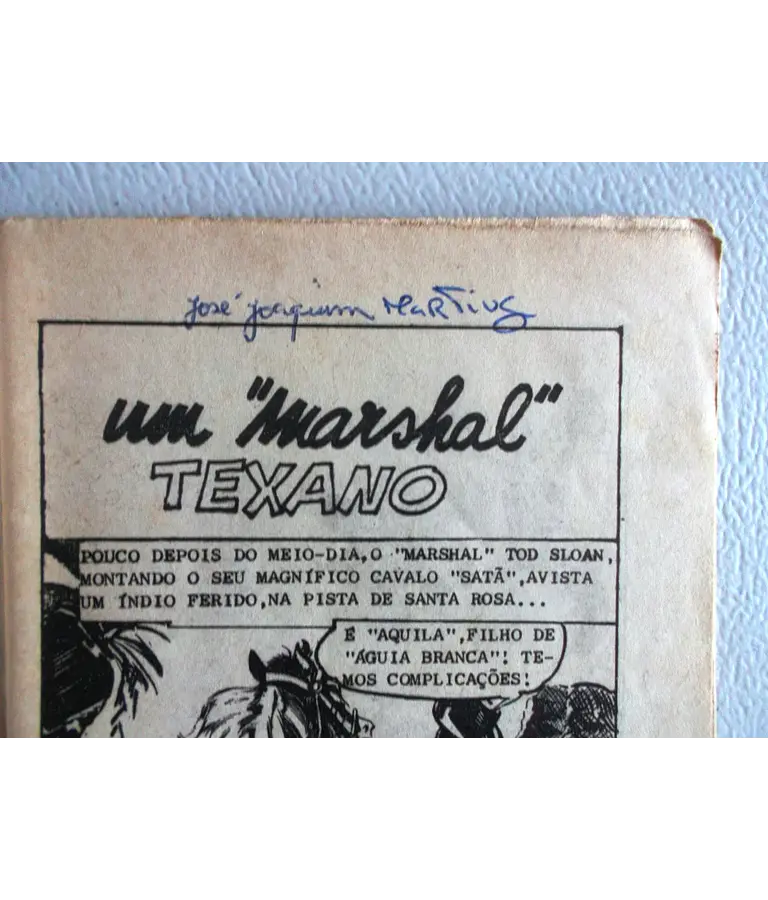 José Joaquim MARTINS
um "Marshal"
TEXANO
POUCO DEPOIS DO MEIO-DIA,O "MARSHAL" TOD SLOAN,
MONTANDO O SEU MAGNÍFICO CAVALO "SATÃ",AVISTA
UM ÍNDIO FERIDO,NA PISTA DE SANTA ROSA...
É "AQUILA",FILHO DE
"ÁGUIA BRANCA"! TE-
MOS COMPLICAÇÕES!